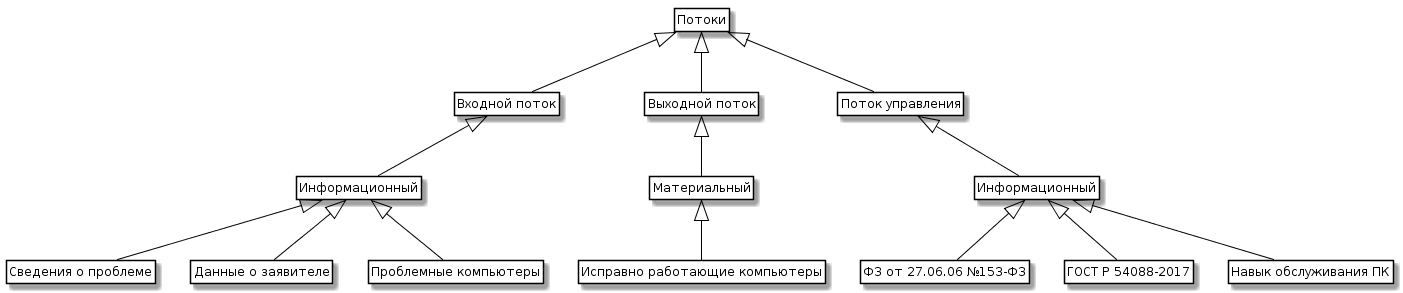 Потоки
Входной поток
Выходной поток
Поток управления
Информационный
Материальный
Информационный
Сведения о проблеме
Данные о заявителе
Проблемные компьютеры
Исправно работающие компьютеры
ФЗ от 27.06.06 №153-ФЗ
ГОСТ Р 54088-2017
Навык обслуживания ПК